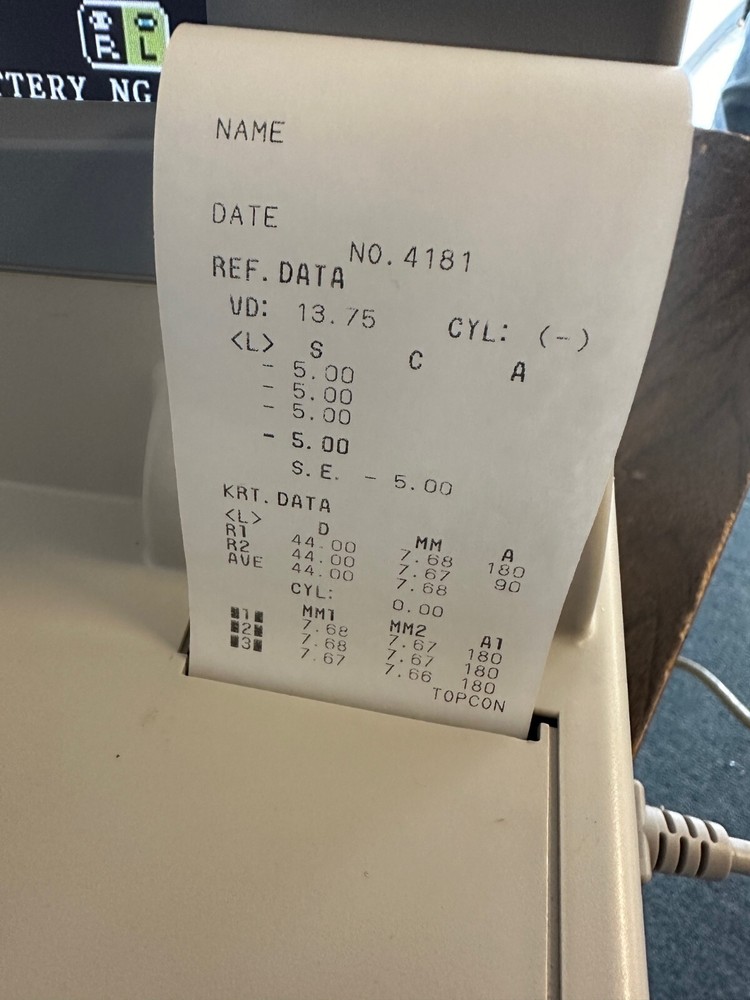 R L
TTERY NG
NAME
DATE
NO. 4181
REF. DATA
VD: 13.75 CYL: (-)
<L> S C A
- 5.00
- 5.00
- 5.00
- 5.00
S.E. - 5.00
KRT. DATA
<L> D MM A
R1 44.00 7.68 180
R2 44.00 7.67 90
AVE 44.00 7.68
CYL: 0.00
MM1 MM2 A1
1 7.68 7.67 180
2 7.68 7.67 180
3 7.67 7.66 180
TOPCON